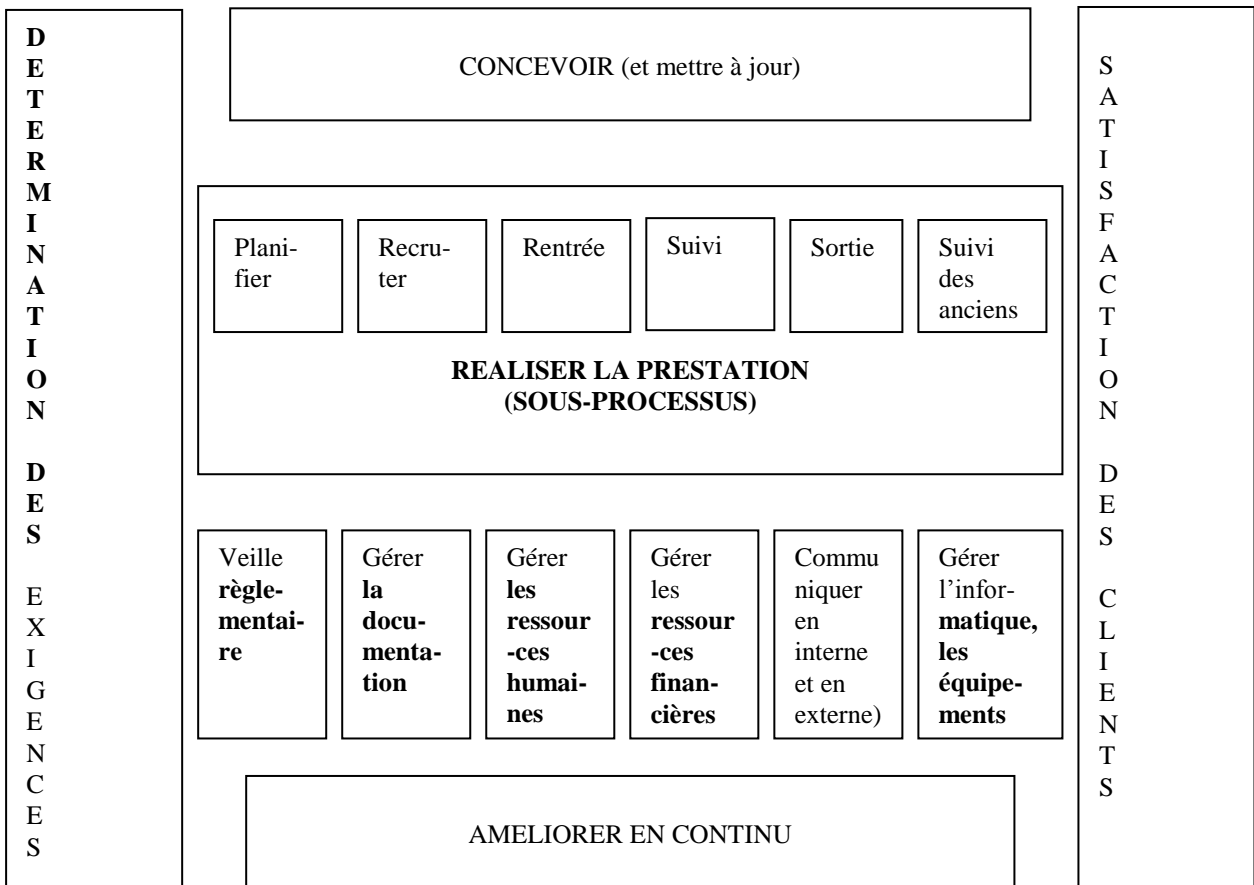 D
E
T
E
R
M
I
N
A
T
I
O
N
D
E
S
E
X
I
G
E
N
C
E
S
CONCEVOIR (et mettre à jour)
Plani-
fier
Recru-
ter
Rentrée
Suivi
Sortie
Suivi
des
anciens
REALISER LA PRESTATION
(SOUS-PROCESSUS)
Veille
règle-
mentai-
re
Gérer
la
docu-
menta-
tion
Gérer
les
ressour
-ces
humai-
nes
Gérer
les
ressour
-ces
finan-
cières
Commu
niquer
en
interne
et en
externe)
Gérer
l’infor-
matique,
les
équipe-
ments
AMELIORER EN CONTINU
S
A
T
I
S
F
A
C
T
I
O
N
D
E
S
C
L
I
E
N
T
S